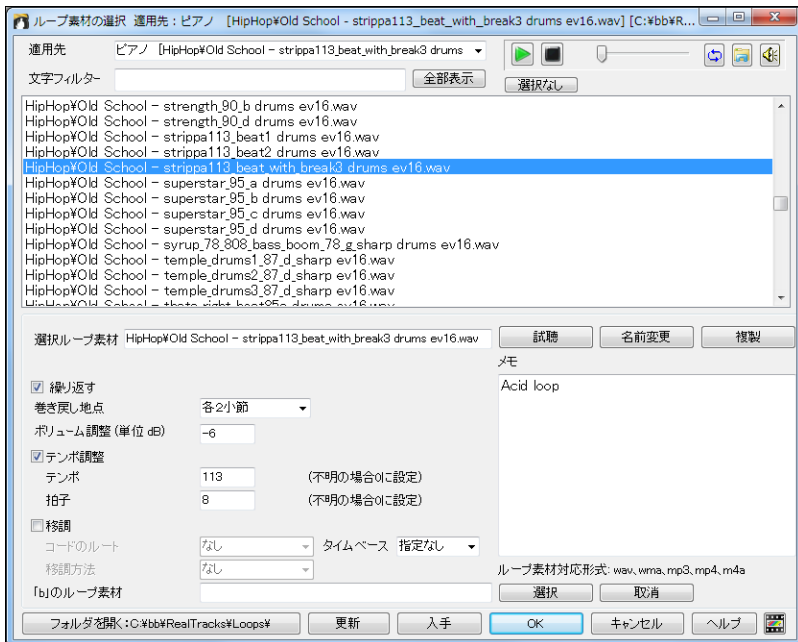 ループ素材の選択 適用先：ピアノ [HipHop¥Old School - strippa113_beat_with_break3 drums ev16.wav] [C:¥bb¥R...
適用先 ピアノ [HipHop¥Old School - strippa113_beat_with_break3 drums
文字フィルター 全部表示 選択なし
HipHop¥Old School - strength_90_b drums ev16.wav
HipHop¥Old School - strength_90_d drums ev16.wav
HipHop¥Old School - strippa113_beat1 drums ev16.wav
HipHop¥Old School - strippa113_beat2 drums ev16.wav
HipHop¥Old School - strippa113_beat_with_break3 drums ev16.wav
HipHop¥Old School - superstar_95_a drums ev16.wav
HipHop¥Old School - superstar_95_b drums ev16.wav
HipHop¥Old School - superstar_95_c drums ev16.wav
HipHop¥Old School - superstar_95_d drums ev16.wav
HipHop¥Old School - syrup_78_808_bass_boom_78_g_sharp drums ev16.wav
HipHop¥Old School - temple_drums1_87_d_sharp ev16.wav
HipHop¥Old School - temple_drums2_87_d_sharp ev16.wav
HipHop¥Old School - temple_drums3_87_d_sharp ev16.wav
HipHop¥Old School - thats right beat85a drums ev16.wav
選択ループ素材 HipHop¥Old School - strippa113_beat_with_break3 drums ev16.wav 試聴 名前変更 複製
メモ
Acid loop
繰り返す
巻き戻し地点 各2小節
ボリューム調整(単位 dB) -6
テンポ調整
テンポ 113 (不明の場合0に設定)
拍子 8 (不明の場合0に設定)
移調
コードのルート なし タイムベース 指定なし
移調方法 なし
ループ素材対応形式: wav、wma、mp3、mp4、m4a
「b」のループ素材 選択 取消
フォルダを開く:C:¥bb¥RealTracks¥Loops¥ 更新 入手 OK キャンセル ヘルプ